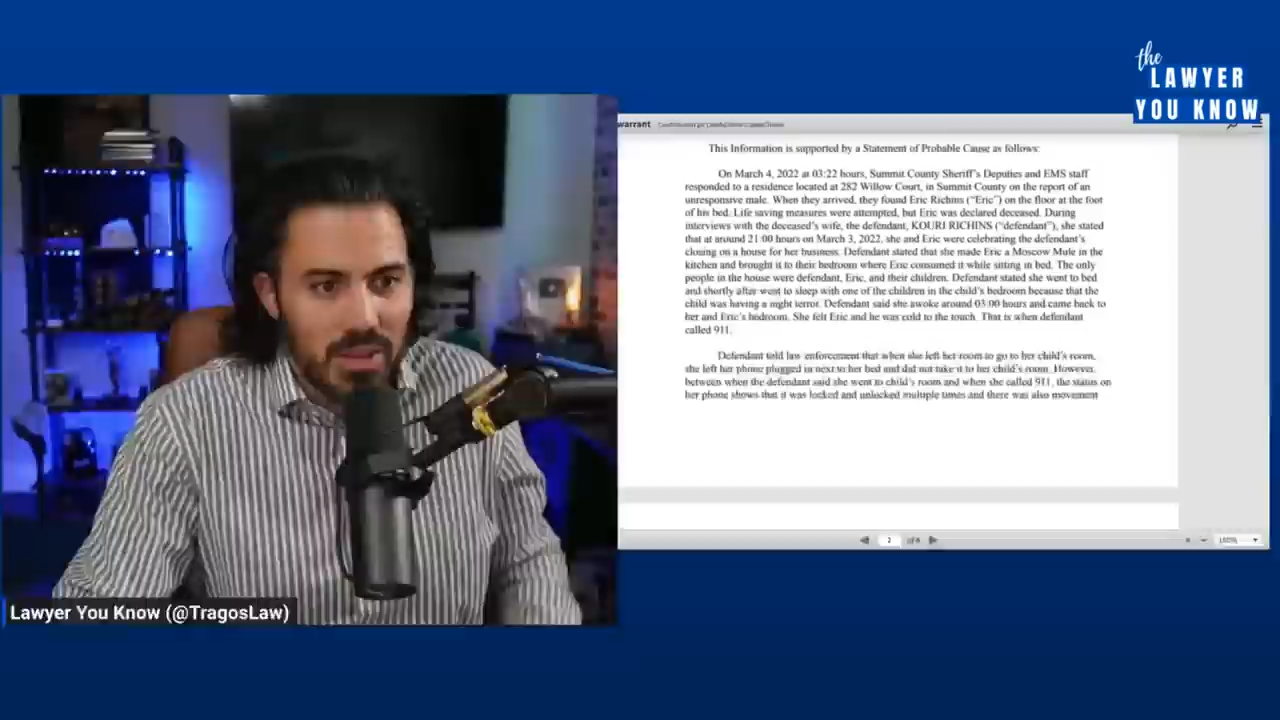 the
LAWYER
YOU KNOW
warrant
This Information is supported by a Statement of Probable Cause as follows:
On March 4, 2022 at 03:22 hours, Summit County Sheriff's Deputies and EMS staff
responded to a residence located at 282 Willow Court, in Summit County on the report of an
unresponsive male. When they arrived, they found Eric Richins ("Eric") on the floor at the foot
of his bed. Life saving measures were attempted, but Eric was declared deceased. During
interviews with the deceased's wife, the defendant, KOURI RICHINS ("defendant"), she stated
that at around 21:00 hours on March 3, 2022, she and Eric were celebrating the defendant's
closing on a house for her business. Defendant stated that she made Eric a Moscow Mule in the
kitchen and brought it to their bedroom where Eric consumed it while sitting in bed. The only
people in the house were defendant, Eric, and their children. Defendant stated she went to bed
and shortly after went to sleep with one of the children in the child's bedroom because that the
child was having a night terror. Defendant said she awoke around 03:00 hours and came back to
her and Eric's bedroom. She felt Eric and he was cold to the touch. That is when defendant
called 911.
Defendant told law enforcement that when she left her room to go to her child's room,
she left her phone plugged in next to her bed and did not take it to her child's room. However,
between when the defendant said she went to child's room and when she called 911, the status on
her phone shows that it was locked and unlocked multiple times and there was also movement
2
Lawyer You Know (@TragosLaw)